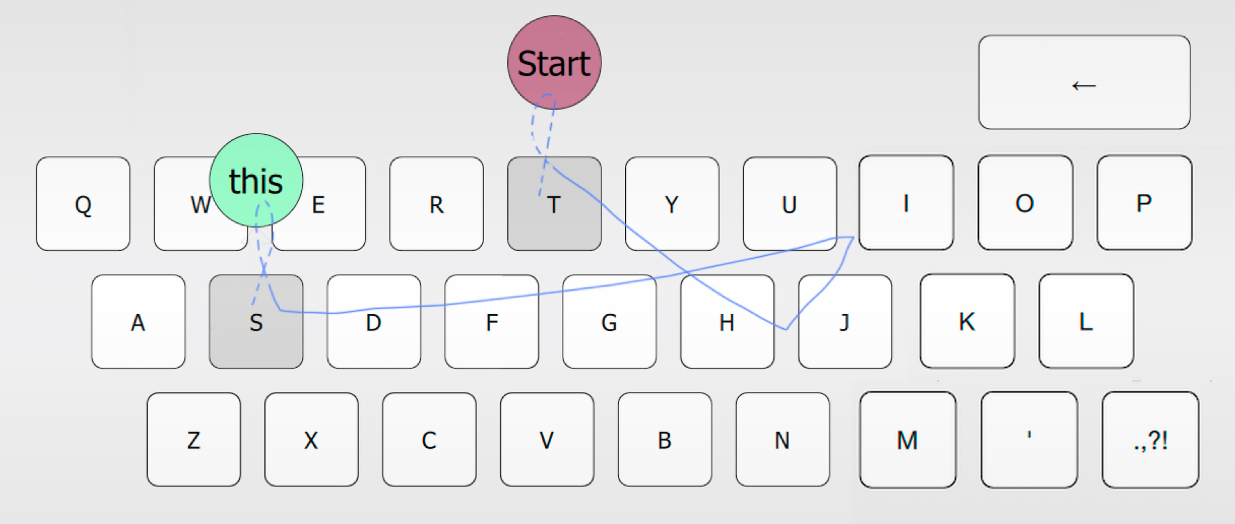 Start
←
this
Q W E R T Y U I O P
A S D F G H J K L
Z X C V B N M ' .,?!